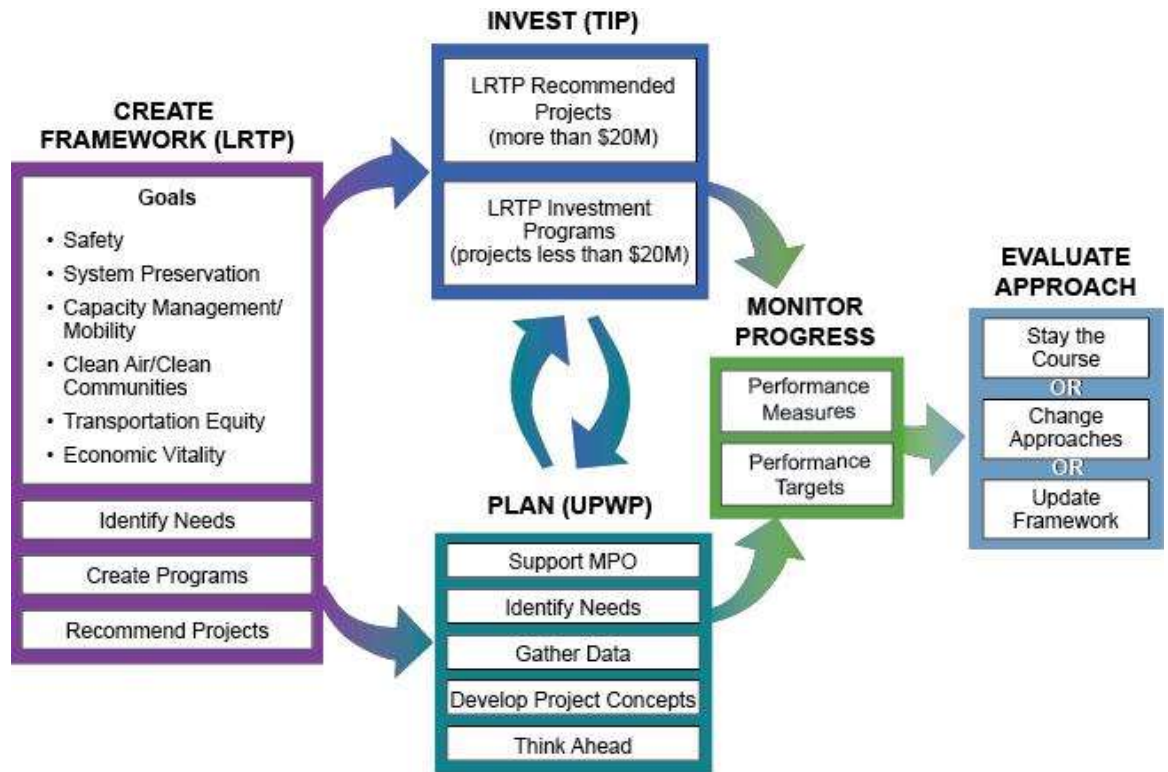 CREATE
FRAMEWORK (LRTP)
Goals
• Safety
• System Preservation
• Capacity Management/
Mobility
• Clean Air/Clean
Communities
• Transportation Equity
• Economic Vitality
Identify Needs
Create Programs
Recommend Projects
INVEST (TIP)
LRTP Recommended
Projects
(more than $20M)
LRTP Investment
Programs
(projects less than $20M)
PLAN (UPWP)
Support MPO
Identify Needs
Gather Data
Develop Project Concepts
Think Ahead
MONITOR
PROGRESS
Performance
Measures
Performance
Targets
EVALUATE
APPROACH
Stay the
Course
OR
Change
Approaches
OR
Update
Framework